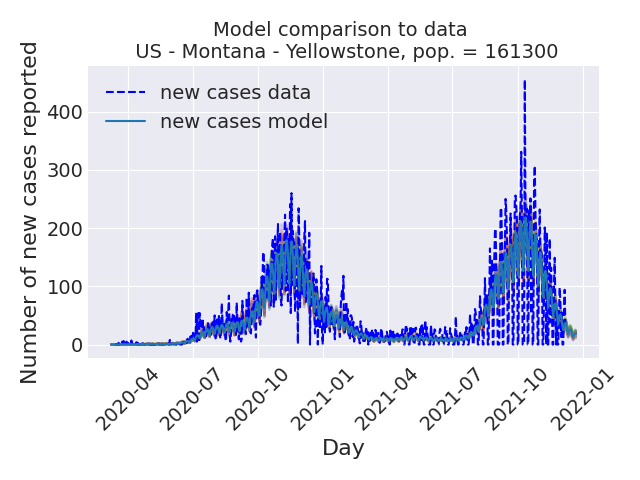 Model comparison to data
US - Montana - Yellowstone, pop. = 161300
Number of new cases reported
new cases data
new cases model
400
300
200
100
0
2020-04
2020-07
2020-10
2021-01
2021-04
2021-07
2021-10
2022-01
Day